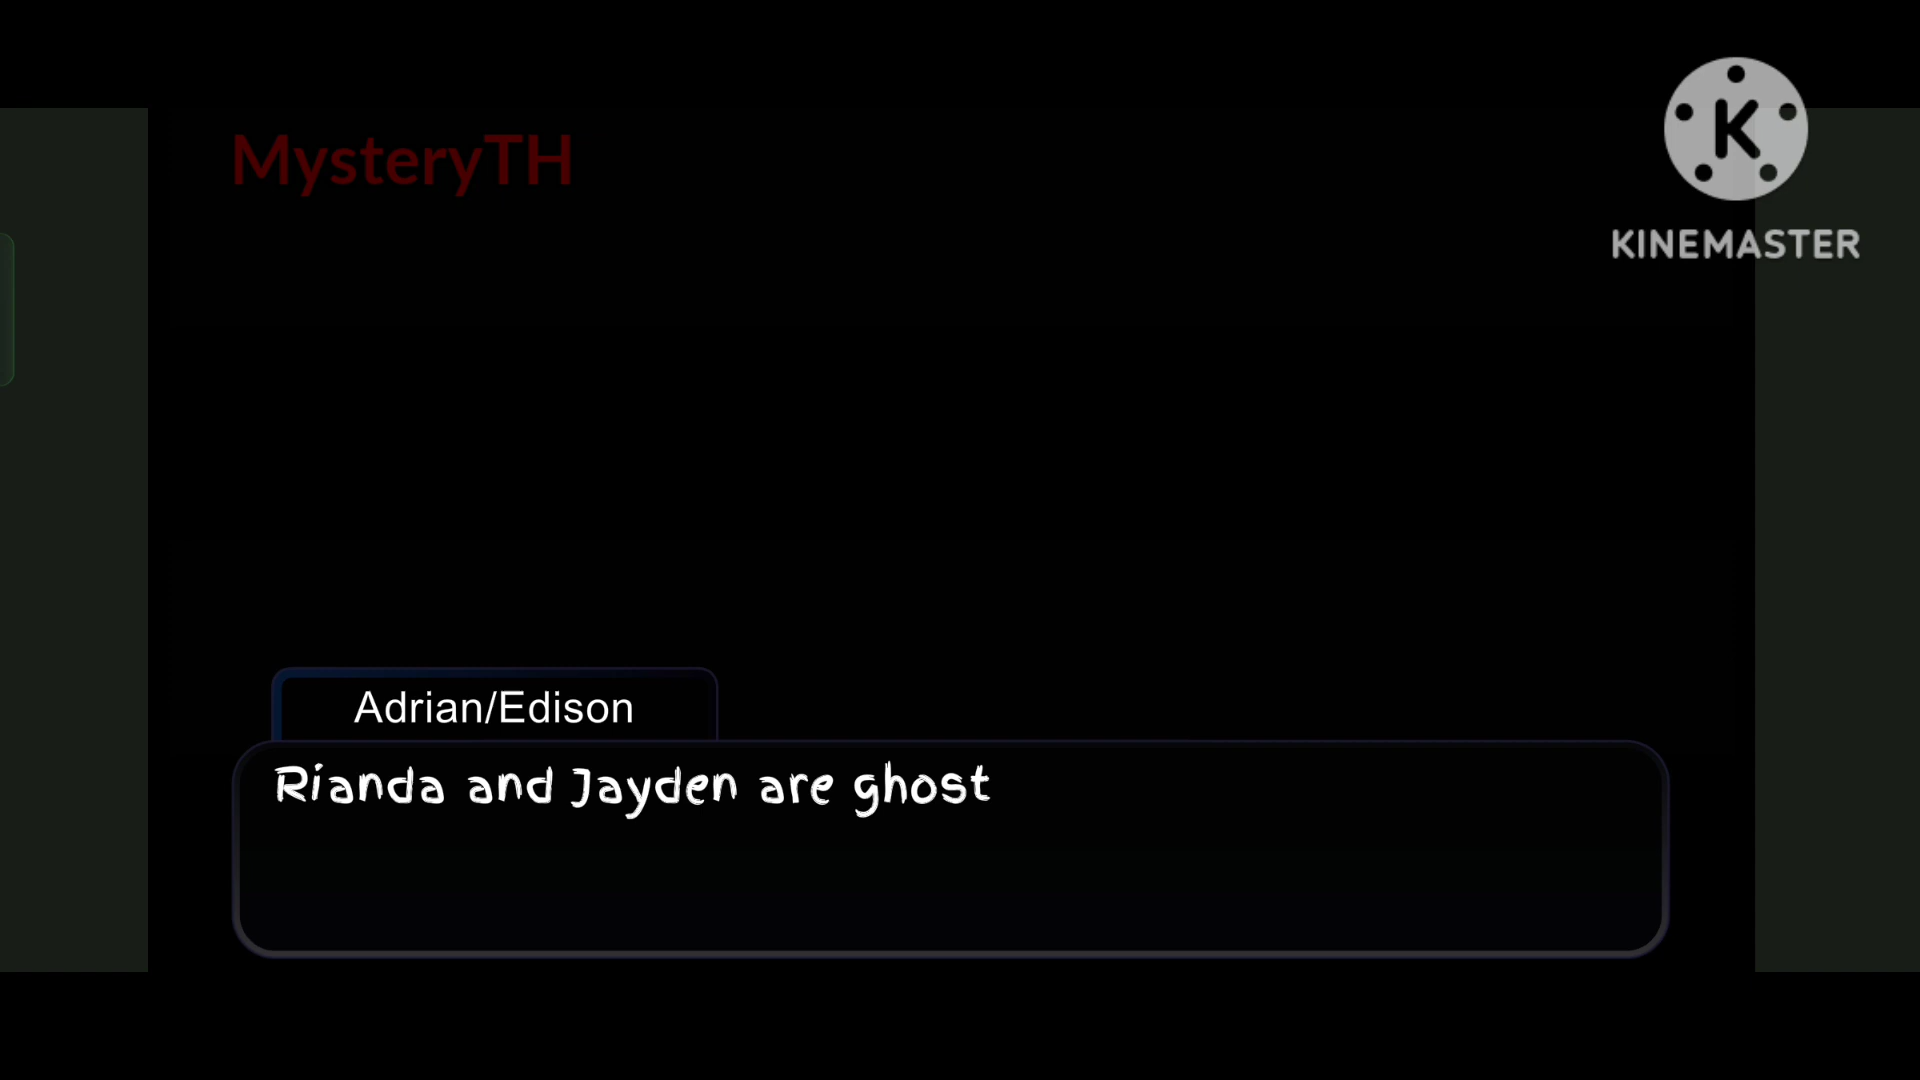 MysteryTH
K
KINEMASTER
Adrian/Edison
Rianda and Jayden are ghost